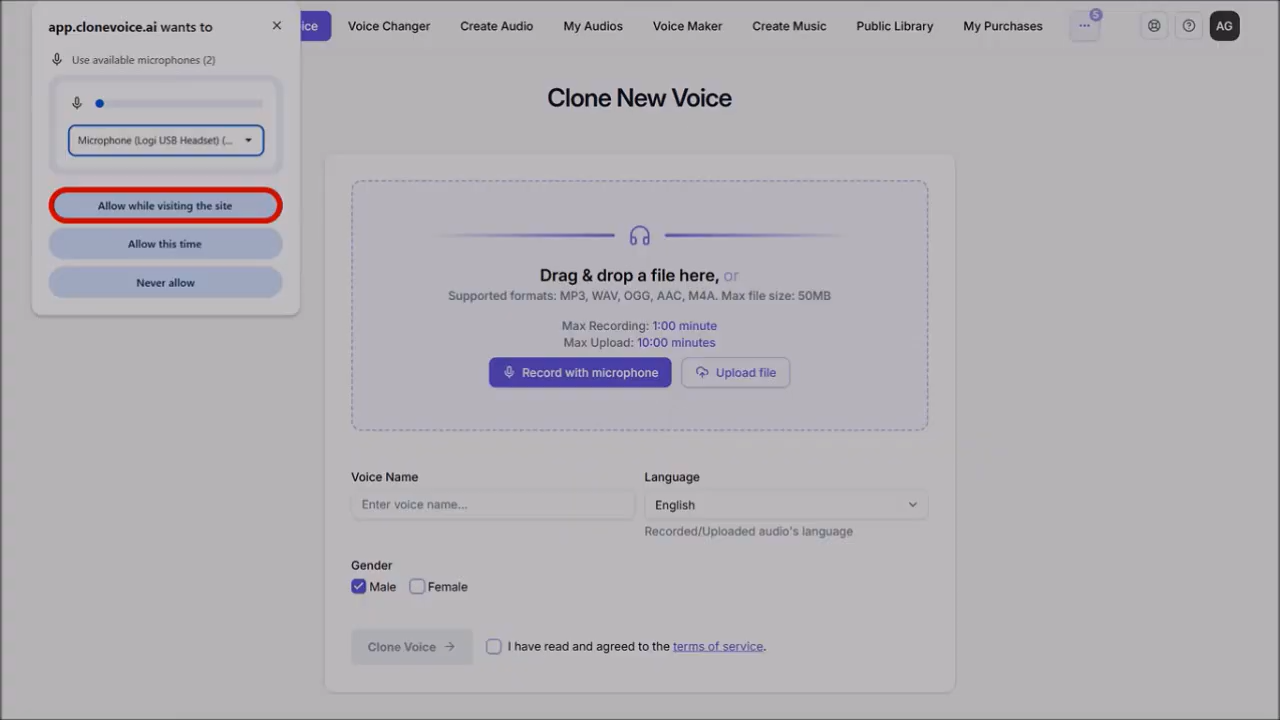 app.clonevoice.ai wants to
Use available microphones (2)
Microphone (Logi USB Headset) (...
Allow while visiting the site
Allow this time
Never allow
Voice Changer
Create Audio
My Audios
Voice Maker
Create Music
Public Library
My Purchases
...
S
AG
Clone New Voice
Drag & drop a file here, or
Supported formats: MP3, WAV, OGG, AAC, M4A. Max file size: 50MB
Max Recording: 1:00 minute
Max Upload: 10:00 minutes
Record with microphone
Upload file
Voice Name
Language
Enter voice name...
English
Recorded/Uploaded audio's language
Gender
Male
Female
Clone Voice
I have read and agreed to the terms of service.